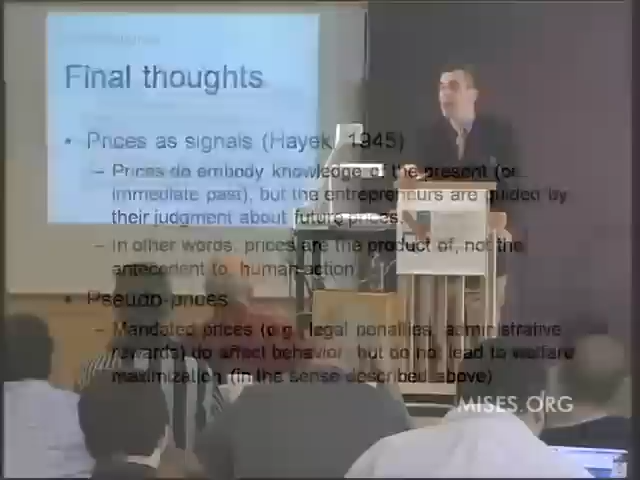 Final thoughts
• Prices as signals (Hayek, 1945)
– Prices do embody knowledge of the present (or
immediate past), but the entrepreneurs are guided by
their judgment about future prices.
– In other words, prices are the product of, not the
antecedent to, human action
• Pseudo-prices
– Mandated prices (e.g., legal penalties, administrative
rewards) do affect behavior, but do not lead to welfare
maximization (in the sense described above)
MISES.ORG